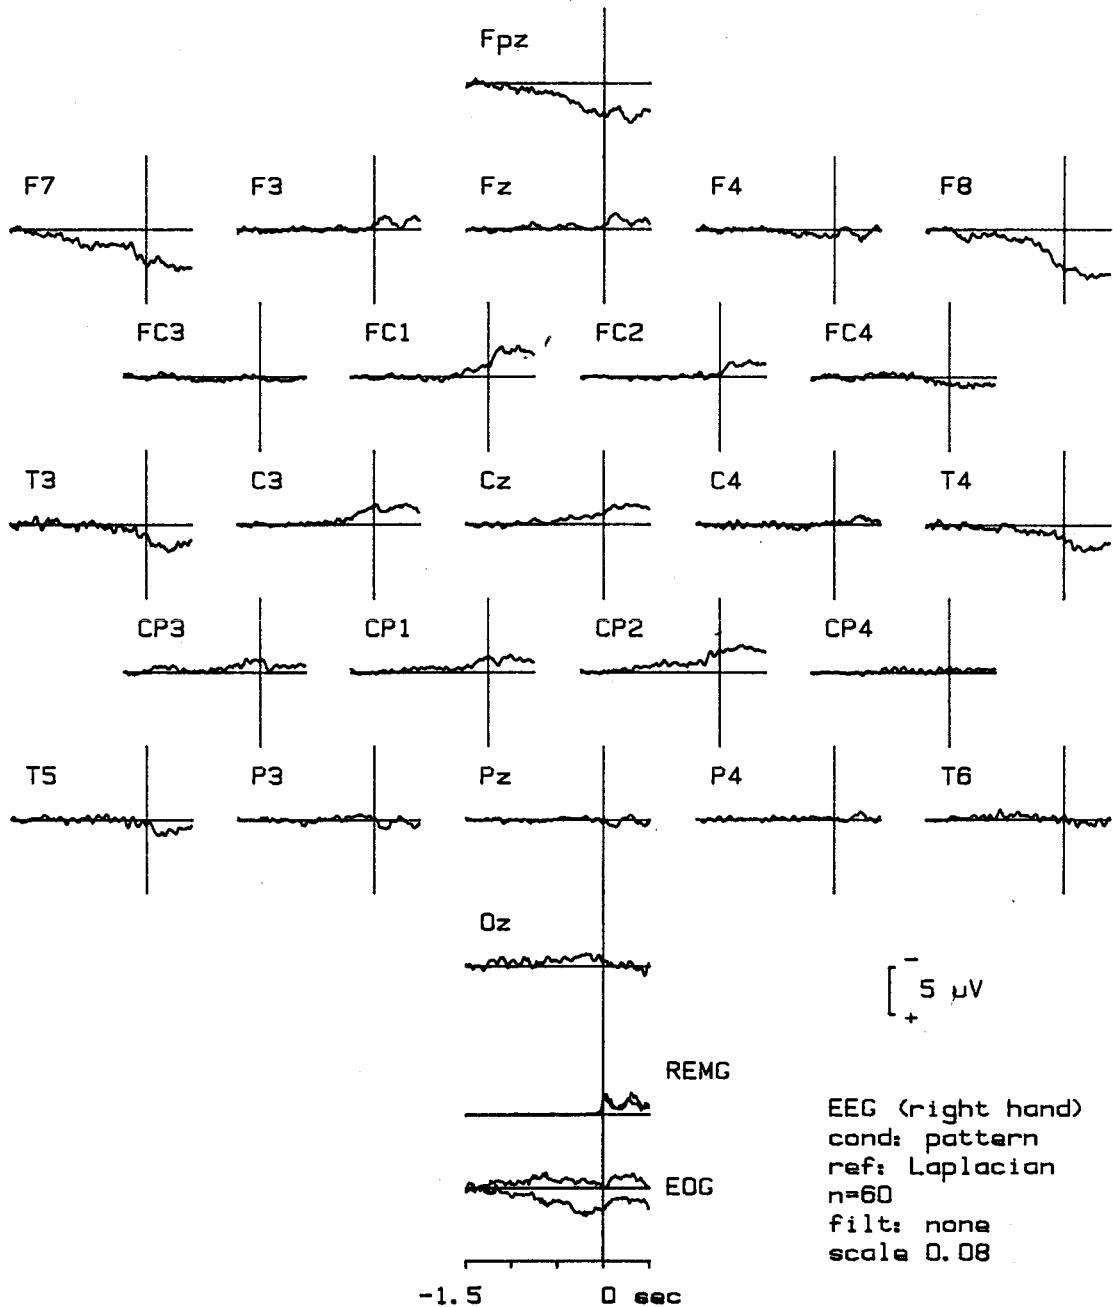 Fpz
F7 F3 Fz F4 F8
FC3 FC1 FC2 FC4
T3 C3 Cz C4 T4
CP3 CP1 CP2 CP4
T5 P3 Pz P4 T6
Oz
−
5 µV
+
REMG
EOG
EEG (right hand)
cond: pattern
ref: Laplacian
n=60
filt: none
scale 0.08
-1.5 0 sec